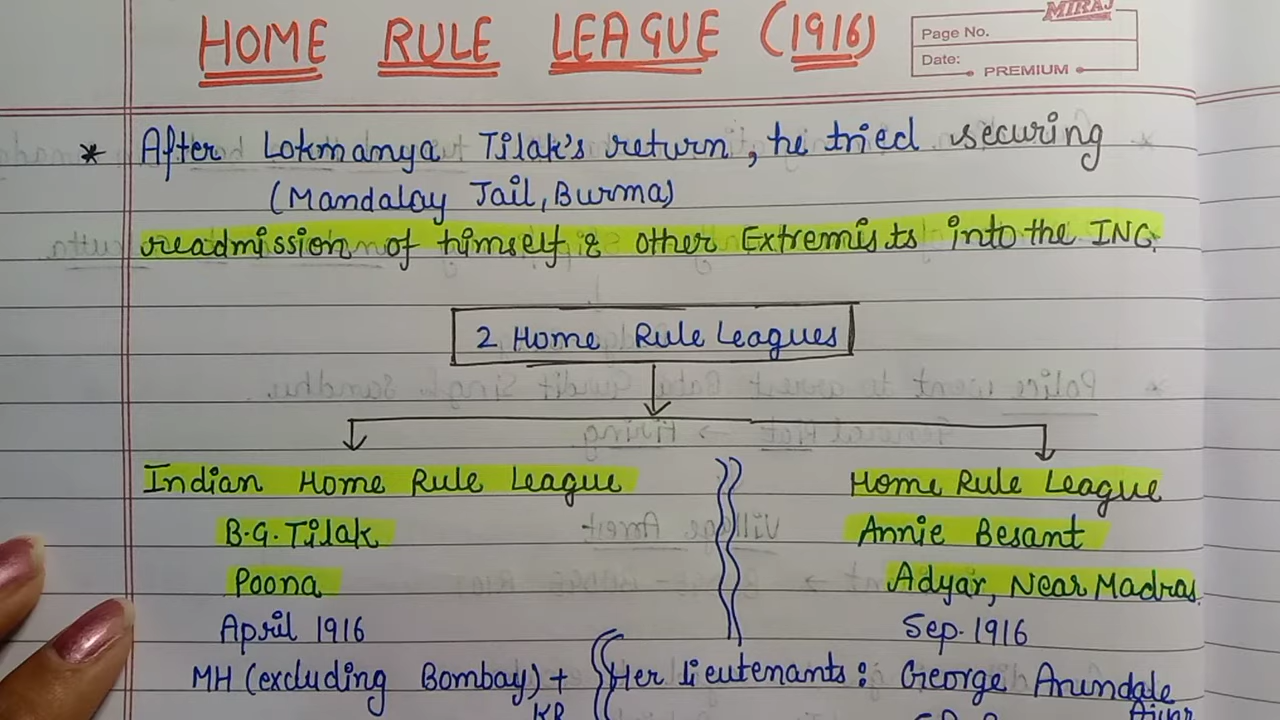 HOME RULE LEAGUE (1916)
MIRAJ
Page No.
Date:
PREMIUM
* After Lokmanya Tilak's return, he tried securing
(Mandalay Jail, Burma)
readmission of himself & other Extremists into the INC.
2 Home Rule Leagues
Indian Home Rule League
Home Rule League
B.G. Tilak
Annie Besant
Poona
Adyar, Near Madras.
April 1916
Sep. 1916
MH (excluding Bombay) +
Her lieutenants: George Arundale